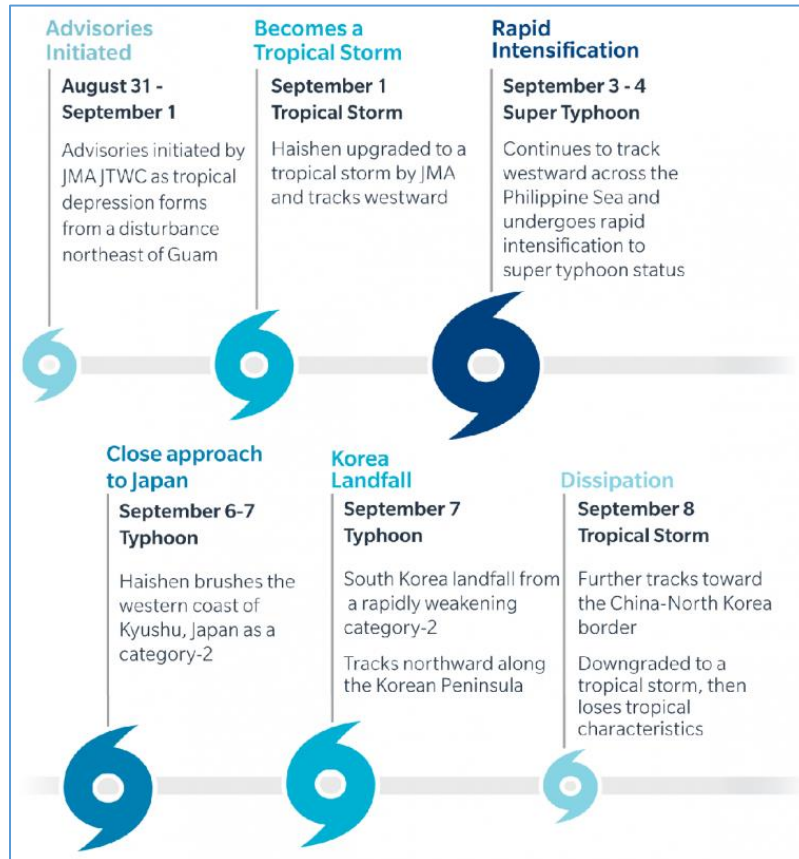 Advisories
Initiated
August 31 -
September 1
Advisories initiated by
JMA JTWC as tropical
depression forms
from a disturbance
northeast of Guam
Becomes a
Tropical Storm
September 1
Tropical Storm
Haishen upgraded to a
tropical storm by JMA
and tracks westward
Rapid
Intensification
September 3 - 4
Super Typhoon
Continues to track
westward across the
Philippine Sea and
undergoes rapid
intensification to
super typhoon status
Close approach
to Japan
September 6-7
Typhoon
Haishen brushes the
western coast of
Kyushu, Japan as a
category-2
Korea
Landfall
September 7
Typhoon
South Korea landfall from
a rapidly weakening
category-2
Tracks northward along
the Korean Peninsula
Dissipation
September 8
Tropical Storm
Further tracks toward
the China-North Korea
border
Downgraded to a
tropical storm, then
loses tropical
characteristics